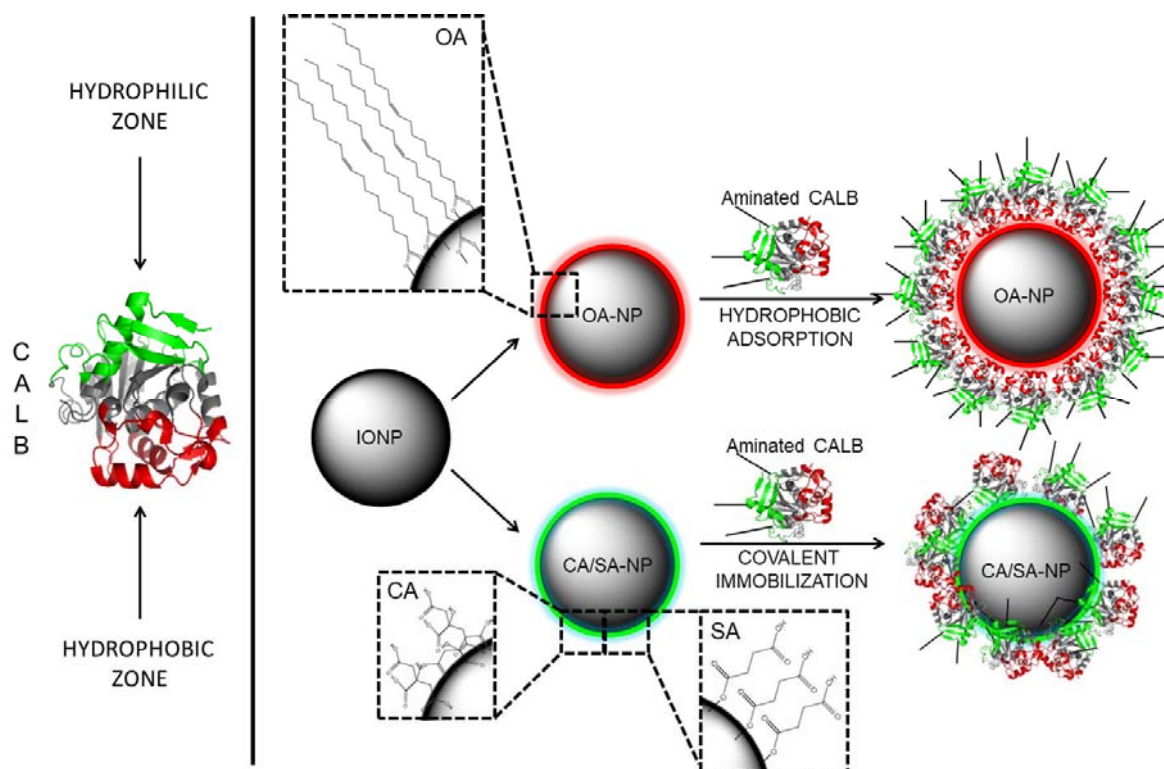 HYDROPHILIC
ZONE
C
A
L
B
HYDROPHOBIC
ZONE
OA
OA-NP
Aminated CALB
HYDROPHOBIC
ADSORPTION
OA-NP
IONP
CA/SA-NP
Aminated CALB
COVALENT
IMMOBILIZATION
CA/SA-NP
CA
SA